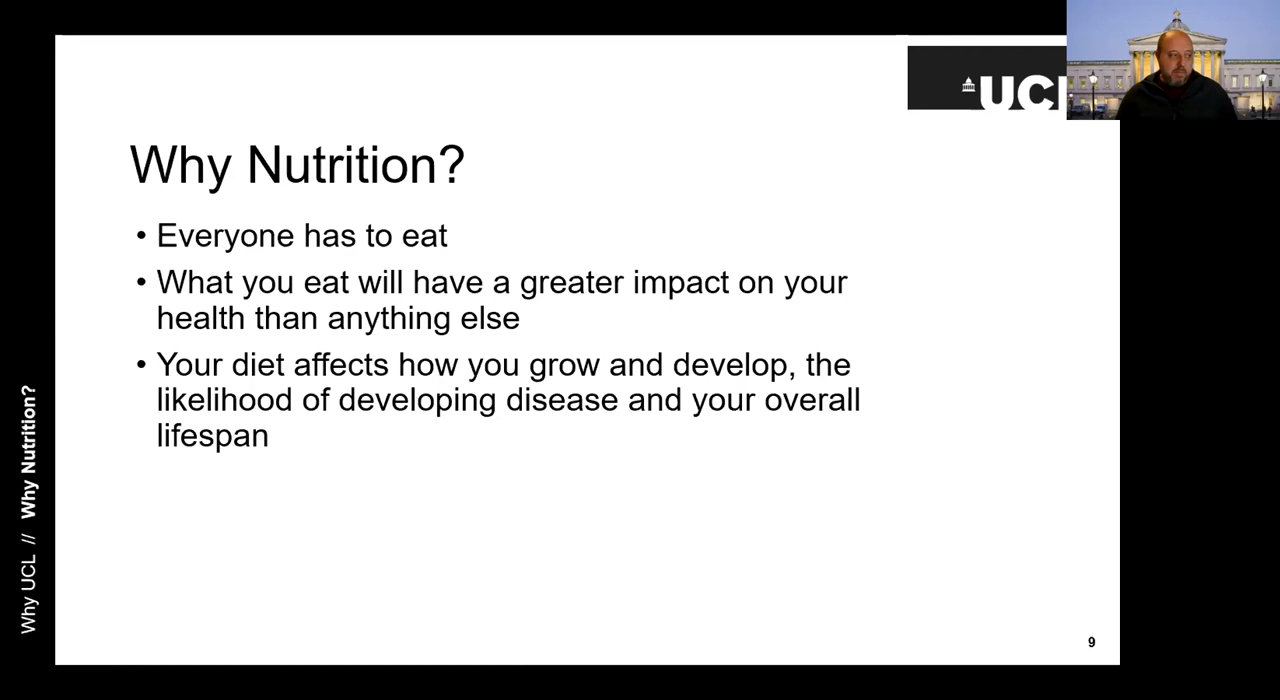 UCL
Why Nutrition?
• Everyone has to eat
• What you eat will have a greater impact on your
health than anything else
• Your diet affects how you grow and develop, the
likelihood of developing disease and your overall
lifespan
Why UCL // Why Nutrition?
9